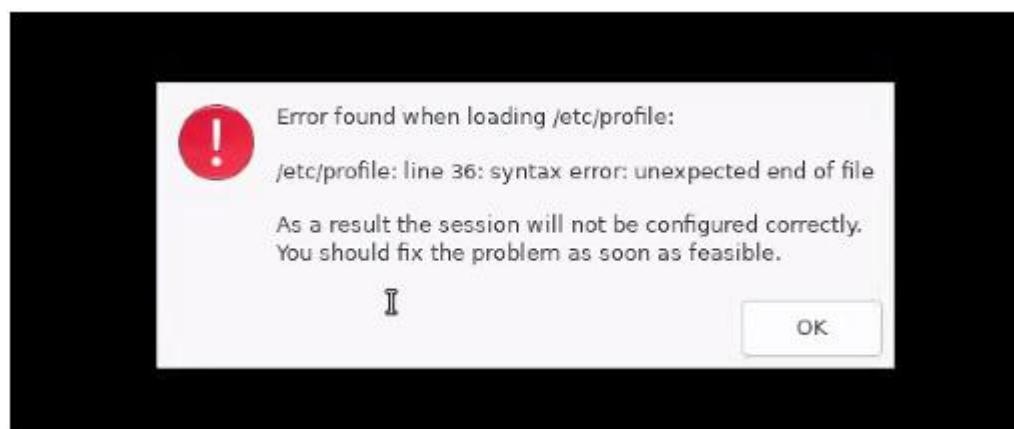 Error found when loading /etc/profile:
/etc/profile: line 36: syntax error: unexpected end of file
As a result the session will not be configured correctly.
You should fix the problem as soon as feasible.
OK